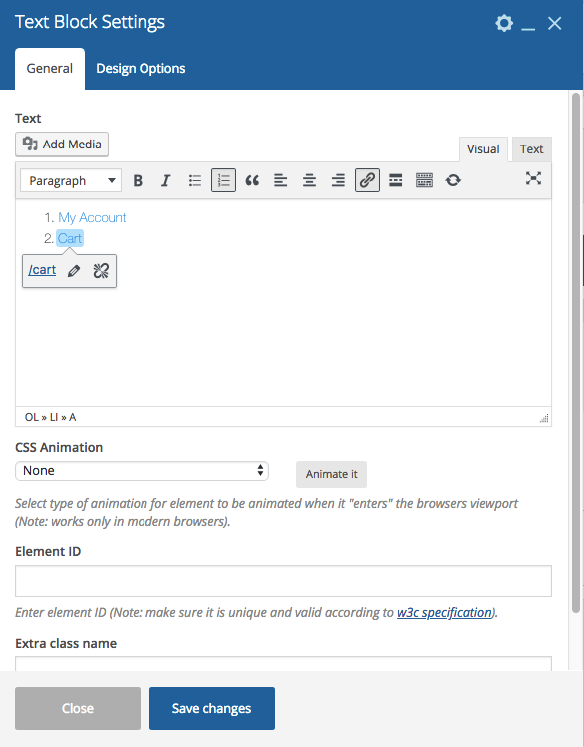 Text Block Settings
General Design Options
Text
Add Media
Visual Text
Paragraph B I
1. My Account
2. Cart
/cart
OL » LI » A
CSS Animation
None Animate it
Select type of animation for element to be animated when it "enters" the browsers viewport
(Note: works only in modern browsers).
Element ID
Enter element ID (Note: make sure it is unique and valid according to w3c specification).
Extra class name
Close Save changes